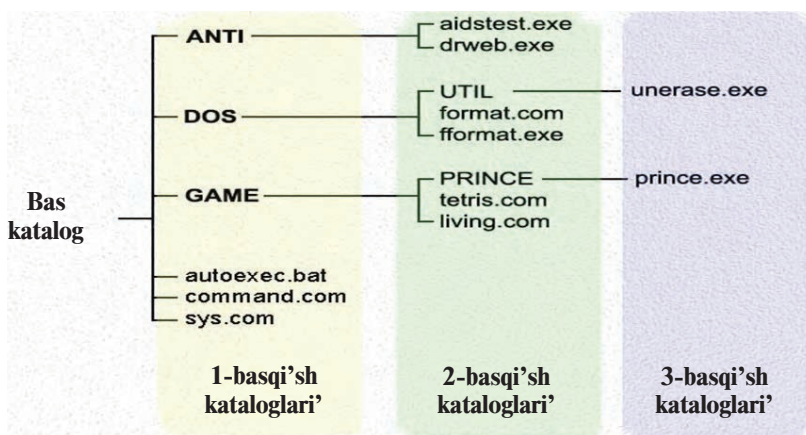 Bas
katalog
ANTI
DOS
GAME
autoexec.bat
command.com
sys.com
1-basqi’sh
kataloglari’
aidstest.exe
drweb.exe
UTIL
format.com
fformat.exe
PRINCE
tetris.com
living.com
2-basqi’sh
kataloglari’
unerase.exe
prince.exe
3-basqi’sh
kataloglari’